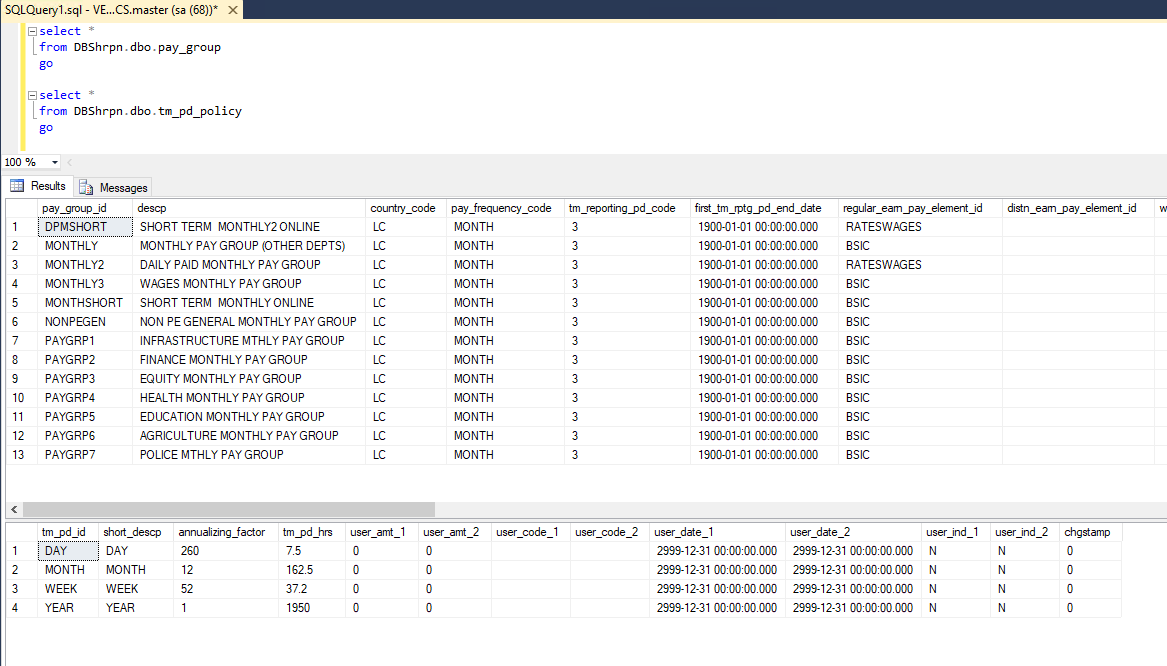 SQLQuery1.sql - VE...CS.master (sa (68))* ✕
select *
from DBShrpn.dbo.pay_group
go
select *
from DBShrpn.dbo.tm_pd_policy
go
100 %
Results Messages
pay_group_id descp country_code pay_frequency_code tm_reporting_pd_code first_tm_rptg_pd_end_date regular_earn_pay_element_id distn_earn_pay_element_id w
1 DPMSHORT SHORT TERM  MONTHLY2 ONLINE LC MONTH 3 1900-01-01 00:00:00.000 RATESWAGES
2 MONTHLY MONTHLY PAY GROUP (OTHER DEPTS) LC MONTH 3 1900-01-01 00:00:00.000 BSIC
3 MONTHLY2 DAILY PAID MONTHLY PAY GROUP LC MONTH 3 1900-01-01 00:00:00.000 RATESWAGES
4 MONTHLY3 WAGES MONTHLY PAY GROUP LC MONTH 3 1900-01-01 00:00:00.000 BSIC
5 MONTHSHORT SHORT TERM  MONTHLY ONLINE LC MONTH 3 1900-01-01 00:00:00.000 BSIC
6 NONPEGEN NON PE GENERAL MONTHLY PAY GROUP LC MONTH 3 1900-01-01 00:00:00.000 BSIC
7 PAYGRP1 INFRASTRUCTURE MTHLY PAY GROUP LC MONTH 3 1900-01-01 00:00:00.000 BSIC
8 PAYGRP2 FINANCE MONTHLY PAY GROUP LC MONTH 3 1900-01-01 00:00:00.000 BSIC
9 PAYGRP3 EQUITY MONTHLY PAY GROUP LC MONTH 3 1900-01-01 00:00:00.000 BSIC
10 PAYGRP4 HEALTH MONTHLY PAY GROUP LC MONTH 3 1900-01-01 00:00:00.000 BSIC
11 PAYGRP5 EDUCATION MONTHLY PAY GROUP LC MONTH 3 1900-01-01 00:00:00.000 BSIC
12 PAYGRP6 AGRICULTURE MONTHLY PAY GROUP LC MONTH 3 1900-01-01 00:00:00.000 BSIC
13 PAYGRP7 POLICE MTHLY PAY GROUP LC MONTH 3 1900-01-01 00:00:00.000 BSIC
tm_pd_id short_descp annualizing_factor tm_pd_hrs user_amt_1 user_amt_2 user_code_1 user_code_2 user_date_1 user_date_2 user_ind_1 user_ind_2 chgstamp
1 DAY DAY 260 7.5 0 0 2999-12-31 00:00:00.000 2999-12-31 00:00:00.000 N N 0
2 MONTH MONTH 12 162.5 0 0 2999-12-31 00:00:00.000 2999-12-31 00:00:00.000 N N 0
3 WEEK WEEK 52 37.2 0 0 2999-12-31 00:00:00.000 2999-12-31 00:00:00.000 N N 0
4 YEAR YEAR 1 1950 0 0 2999-12-31 00:00:00.000 2999-12-31 00:00:00.000 N N 0